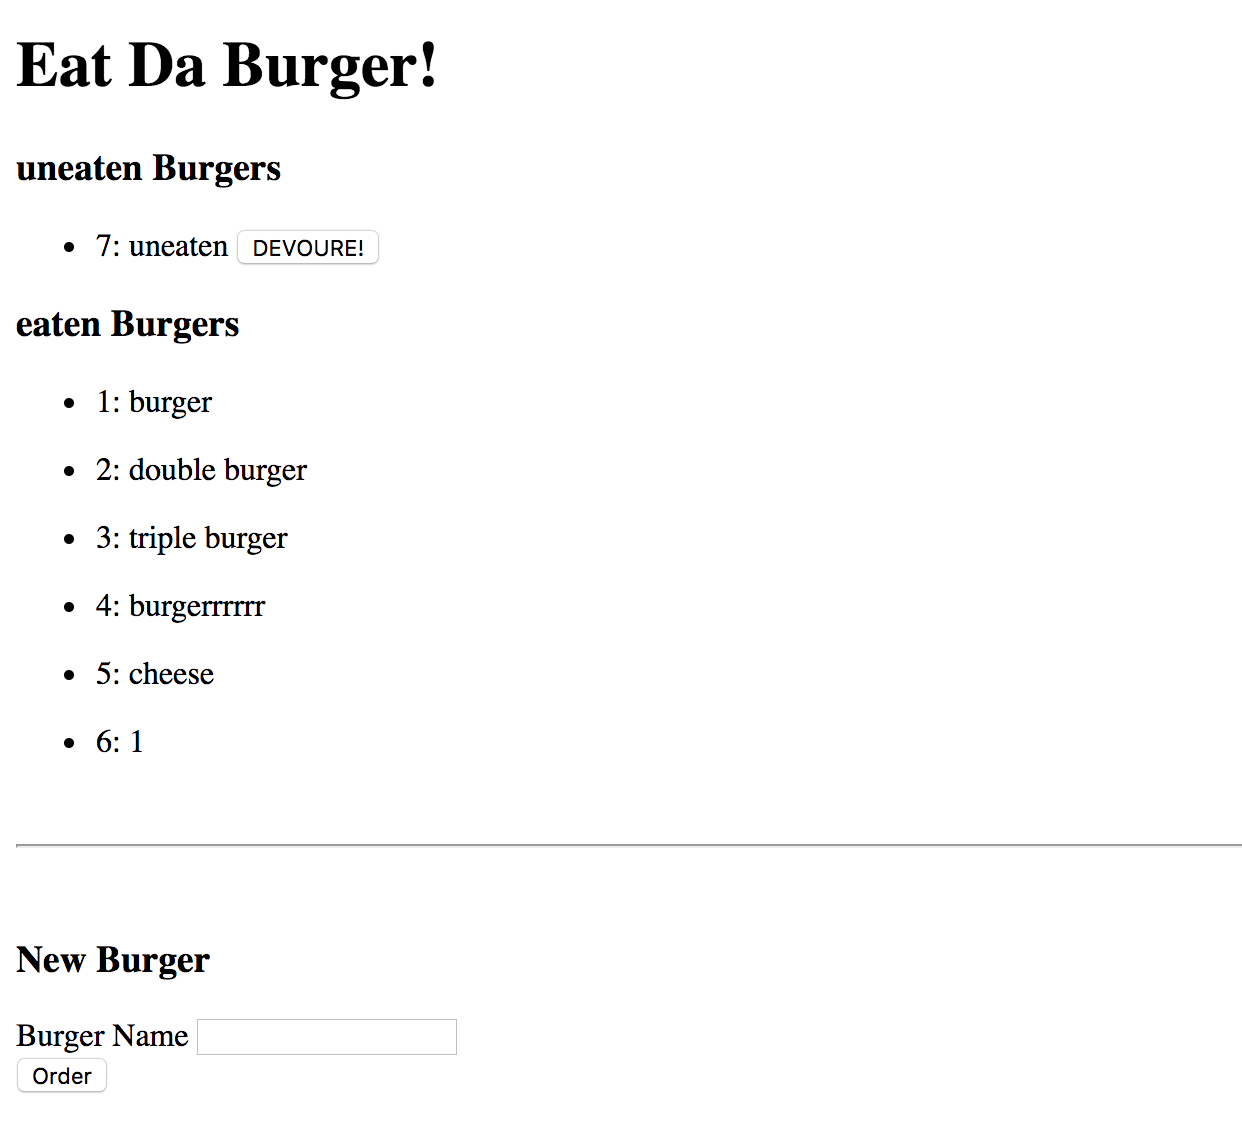 Eat Da Burger!
uneaten Burgers
• 7: uneaten DEVOURE!
eaten Burgers
• 1: burger
• 2: double burger
• 3: triple burger
• 4: burgerrrrrr
• 5: cheese
• 6: 1
New Burger
Burger Name
Order